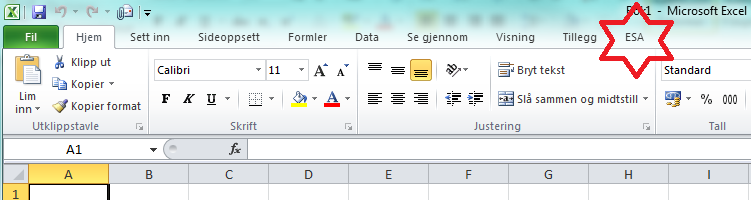 Bok1 - Microsoft Excel
Fil Hjem Sett inn Sideoppsett Formler Data Se gjennom Visning Tillegg ESA
Lim inn
Klipp ut
Kopier
Kopier format
Utklippstavle
Calibri 11 A A
F K U A
Skrift
Bryt tekst
Slå sammen og midtstill
Justering
Standard
% 000
Tall
A1 fx
A B C D E F G H I
1